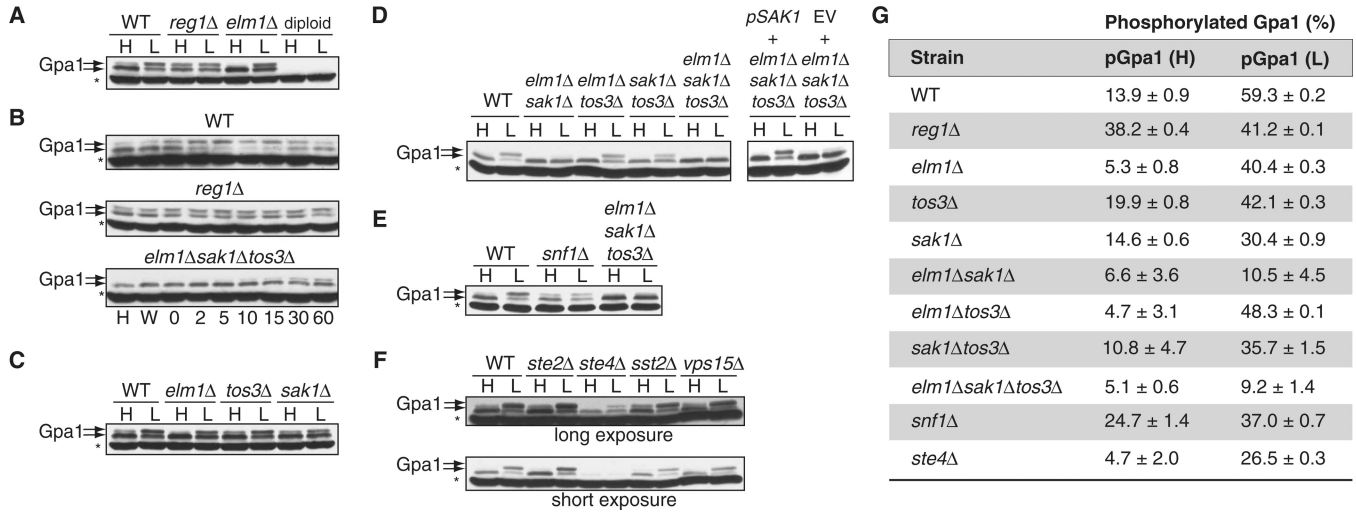 A
WT reg1Δ elm1Δ diploid
H L H L H L H L
Gpa1
*
B
WT
Gpa1
*
reg1Δ
Gpa1
*
elm1Δsak1Δtos3Δ
Gpa1
*
H W 0 2 5 10 15 30 60
C
WT elm1Δ tos3Δ sak1Δ
H L H L H L H L
Gpa1
*
D
pSAK1 EV
+ +
elm1Δ elm1Δ elm1Δ
elm1Δ elm1Δ sak1Δ sak1Δ sak1Δ sak1Δ
WT sak1Δ tos3Δ tos3Δ tos3Δ tos3Δ tos3Δ
H L H L H L H L H L H L H L
Gpa1
*
E
elm1Δ
sak1Δ
WT snf1Δ tos3Δ
H L H L H L
Gpa1
*
F
WT ste2Δ ste4Δ sst2Δ vps15Δ
H L H L H L H L H L
Gpa1
*
long exposure
Gpa1
*
short exposure
G
Phosphorylated Gpa1 (%)
Strain pGpa1 (H) pGpa1 (L)
WT 13.9 ± 0.9 59.3 ± 0.2
reg1Δ 38.2 ± 0.4 41.2 ± 0.1
elm1Δ 5.3 ± 0.8 40.4 ± 0.3
tos3Δ 19.9 ± 0.8 42.1 ± 0.3
sak1Δ 14.6 ± 0.6 30.4 ± 0.9
elm1Δsak1Δ 6.6 ± 3.6 10.5 ± 4.5
elm1Δtos3Δ 4.7 ± 3.1 48.3 ± 0.1
sak1Δtos3Δ 10.8 ± 4.7 35.7 ± 1.5
elm1Δsak1Δtos3Δ 5.1 ± 0.6 9.2 ± 1.4
snf1Δ 24.7 ± 1.4 37.0 ± 0.7
ste4Δ 4.7 ± 2.0 26.5 ± 0.3